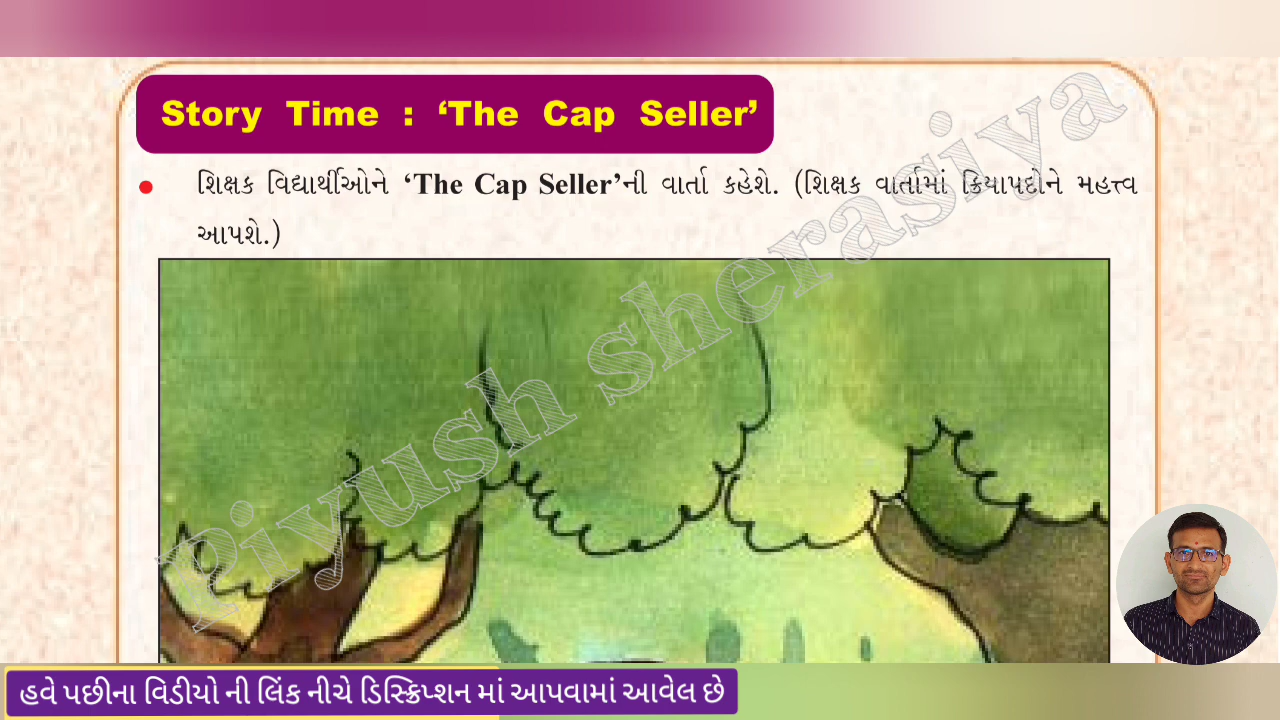 Story Time : ‘The Cap Seller’
શિક્ષક વિદ્યાર્થીઓને ‘The Cap Seller’ની વાર્તા કહેશે. (શિક્ષક વાર્તામાં ક્રિયાપદોને મહત્ત્વ
આપશે.)
Piyush sherasiya
હવે પછીના વિડીયો ની લિંક નીચે ડિસ્ક્રિપ્શન માં આપવામાં આવેલ છે